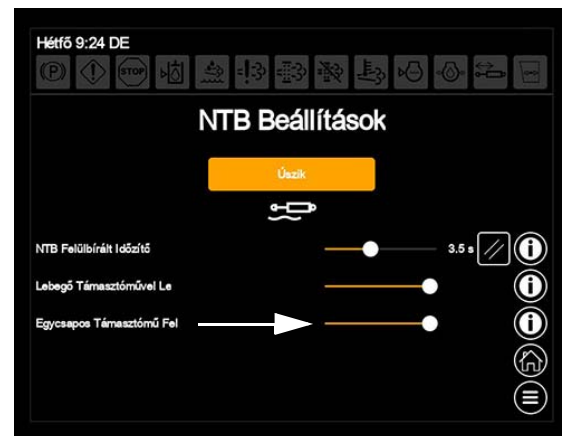 Hétfő 9:24 DE
(P)
STOP
NTB Beállítások
Úszik
NTB Felülbírált Időzítő 3.5 s
Lebegő Támasztóművel Le
Egycsapos Támasztómű Fel